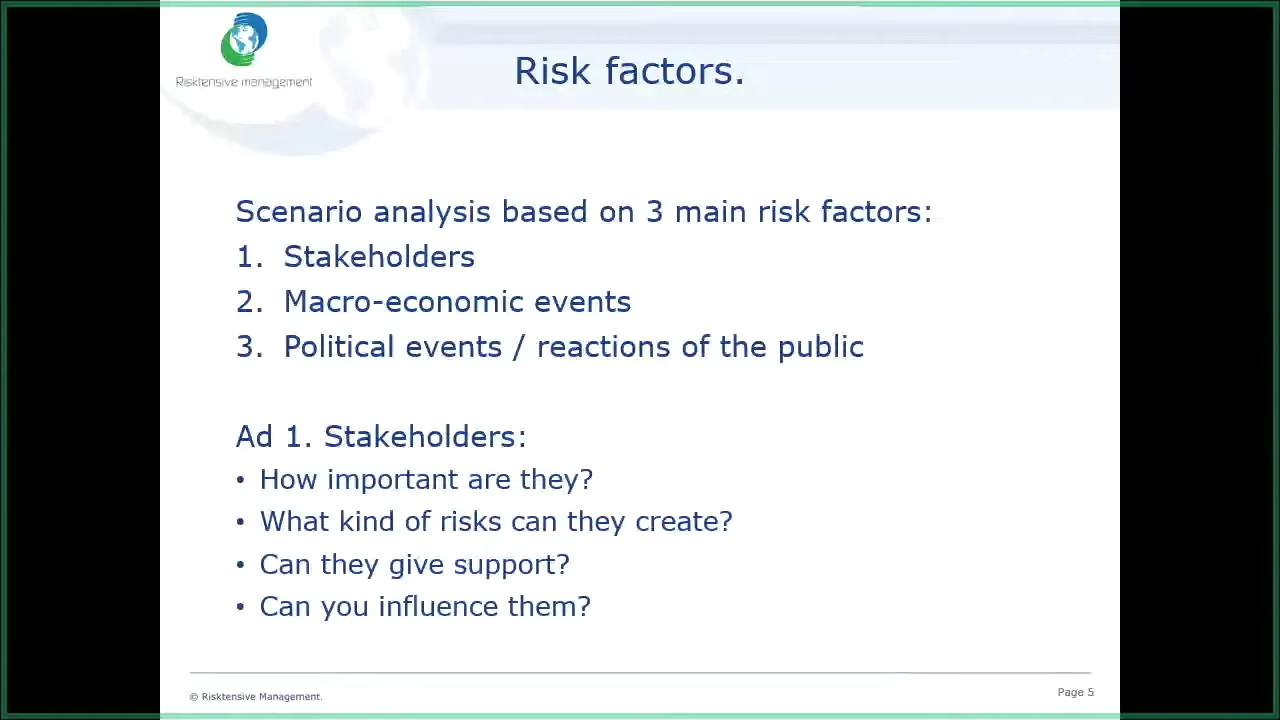 Risktensive management
Risk factors.
Scenario analysis based on 3 main risk factors:
1. Stakeholders
2. Macro-economic events
3. Political events / reactions of the public
Ad 1. Stakeholders:
• How important are they?
• What kind of risks can they create?
• Can they give support?
• Can you influence them?
© Risktensive Management.
Page 5